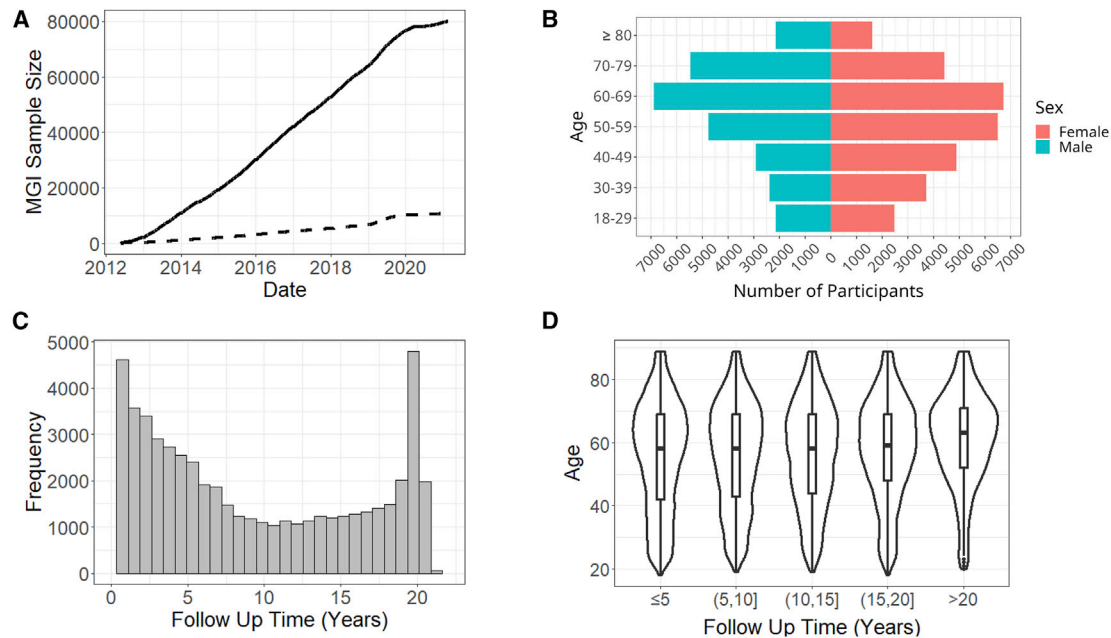 A
MGI Sample Size
80000
60000
40000
20000
0
2012 2014 2016 2018 2020
Date
B
Age
≥ 80
70-79
60-69
50-59
40-49
30-39
18-29
7000 6000 5000 4000 3000 2000 1000 0 1000 2000 3000 4000 5000 6000 7000
Number of Participants
Sex
Female
Male
C
Frequency
5000
4000
3000
2000
1000
0
0 5 10 15 20
Follow Up Time (Years)
D
Age
80
60
40
20
≤5 (5,10] (10,15] (15,20] >20
Follow Up Time (Years)